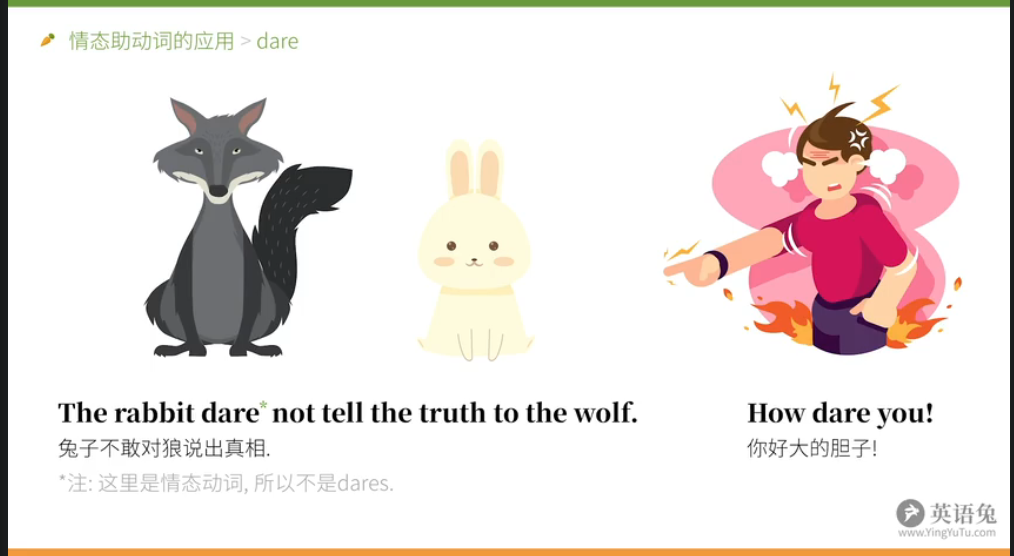 情态助动词的应用 > dare
The rabbit dare* not tell the truth to the wolf.
兔子不敢对狼说出真相.
*注: 这里是情态动词, 所以不是dares.
How dare you!
你好大的胆子!
英语兔
www.YingYuTu.com